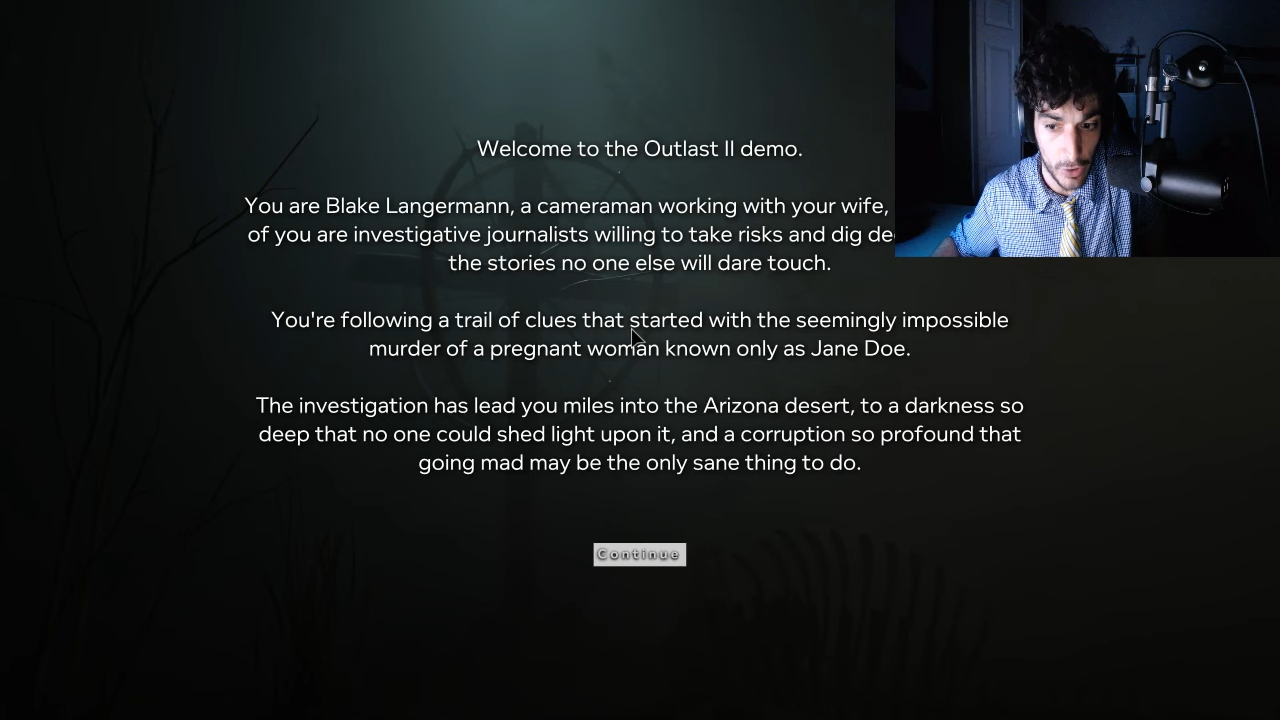 Welcome to the Outlast II demo.
You are Blake Langermann, a cameraman working with your wife,
of you are investigative journalists willing to take risks and dig
the stories no one else will dare touch.
You're following a trail of clues that started with the seemingly impossible
murder of a pregnant woman known only as Jane Doe.
The investigation has lead you miles into the Arizona desert, to a darkness so
deep that no one could shed light upon it, and a corruption so profound that
going mad may be the only sane thing to do.
Continue